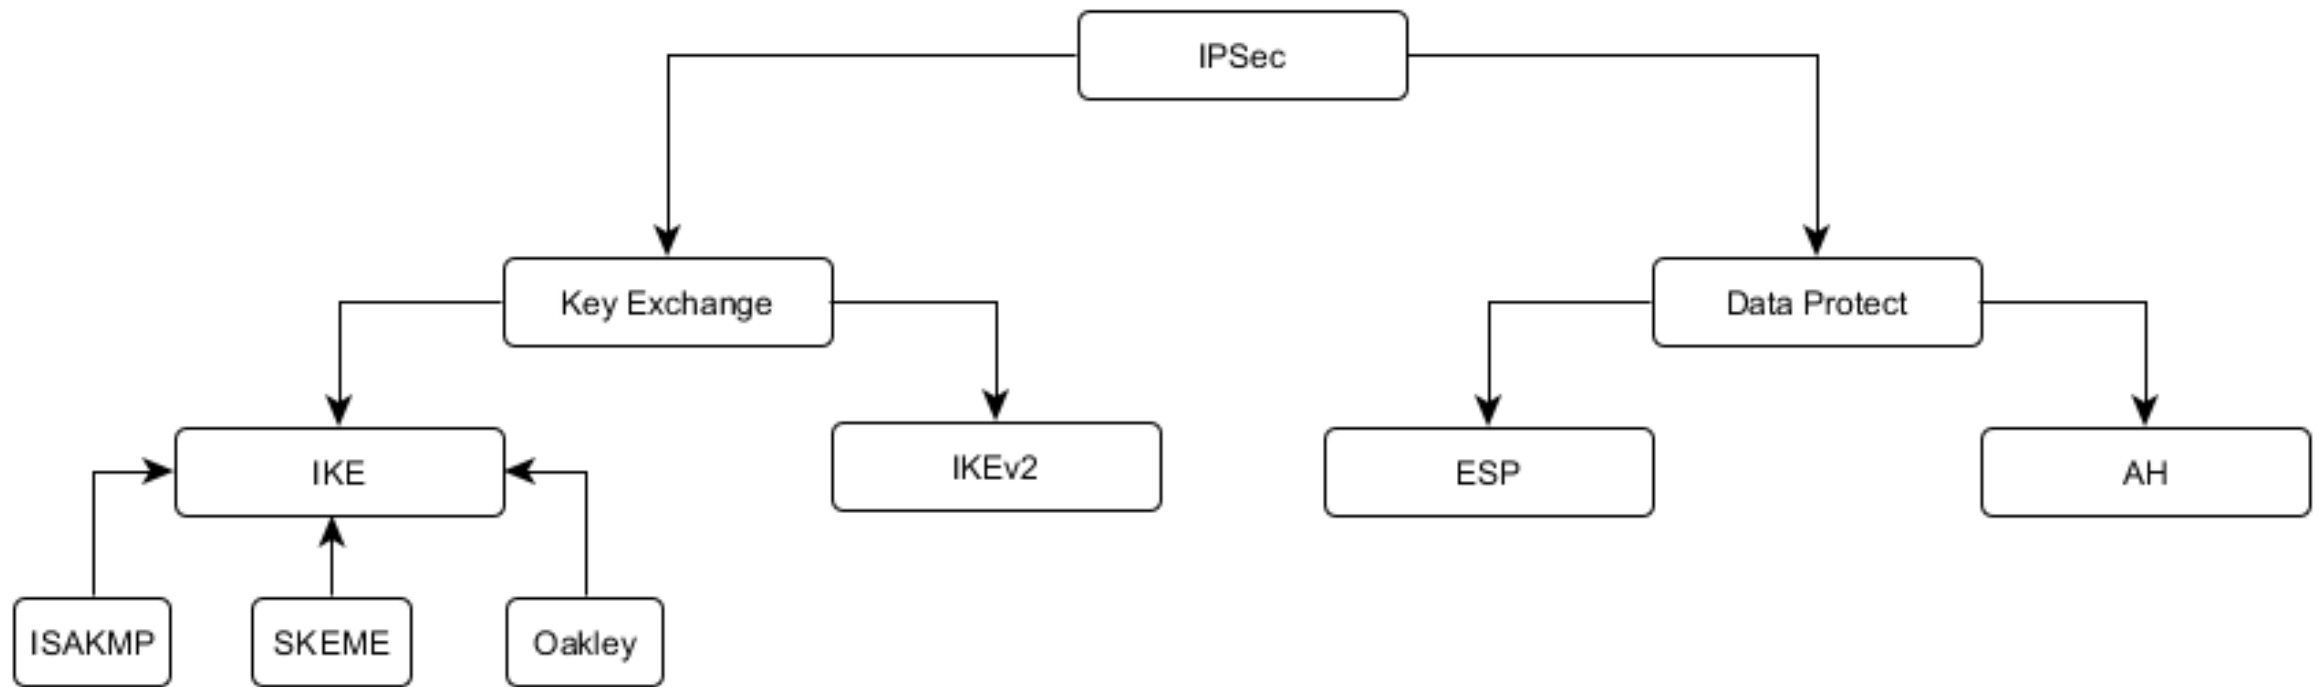 IPSec
Key Exchange
Data Protect
IKE
IKEv2
ESP
AH
ISAKMP
SKEME
Oakley